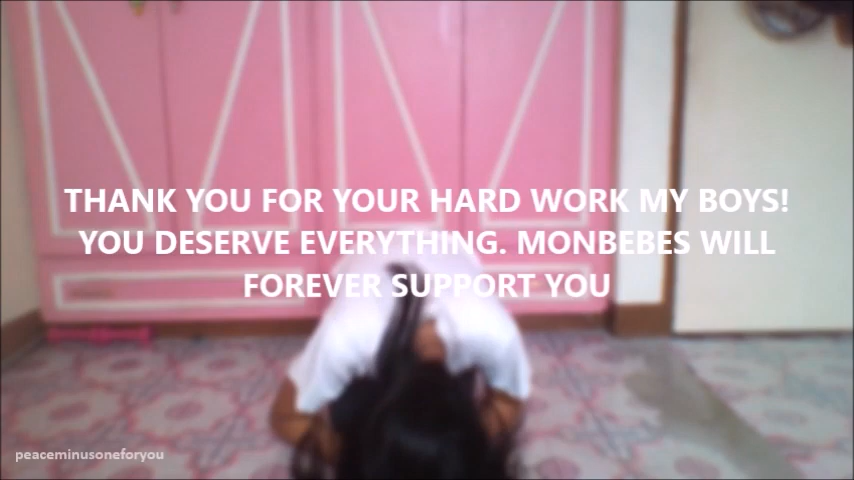 THANK YOU FOR YOUR HARD WORK MY BOYS!
YOU DESERVE EVERYTHING. MONBEBES WILL
FOREVER SUPPORT YOU
peaceminusoneforyou